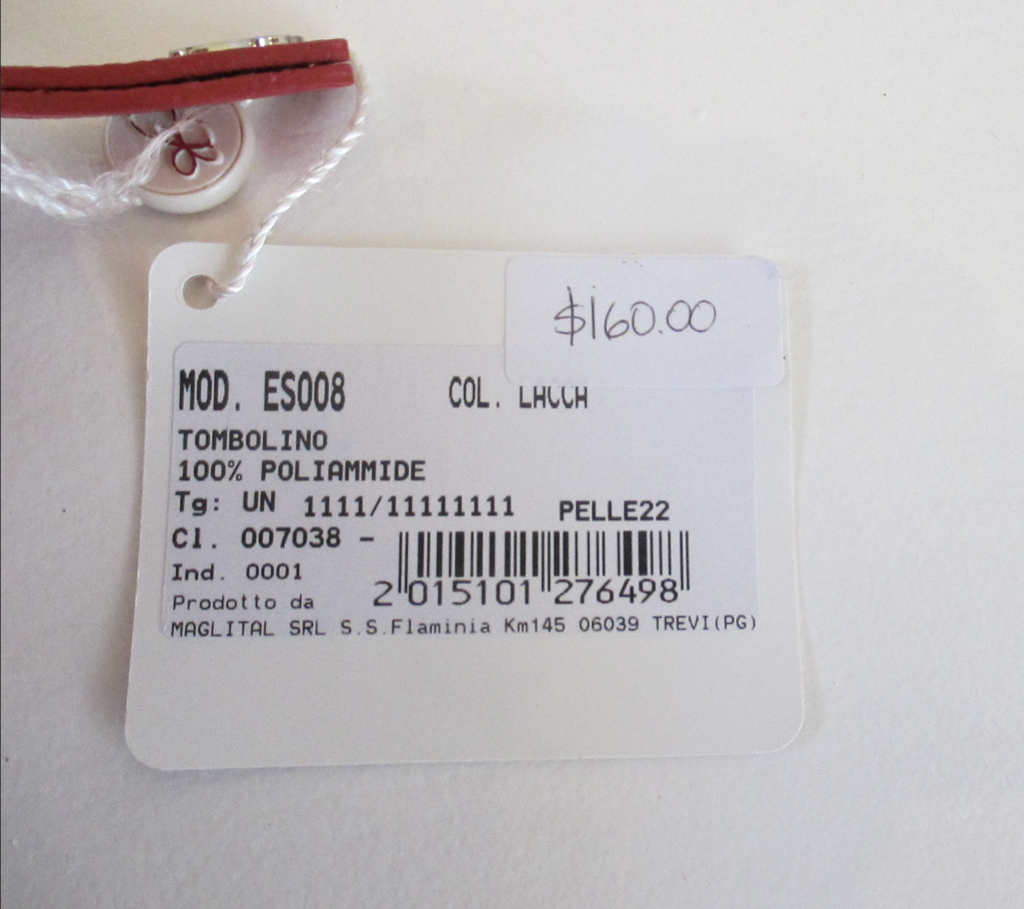 $160.00
MOD. ES008 COL. LACCA
TOMBOLINO
100% POLIAMMIDE
Tg: UN 1111/11111111 PELLE22
Cl. 007038 -
Ind. 0001
2 015101 276498
Prodotto da
MAGLITAL SRL S.S.Flaminia Km145 06039 TREVI(PG)